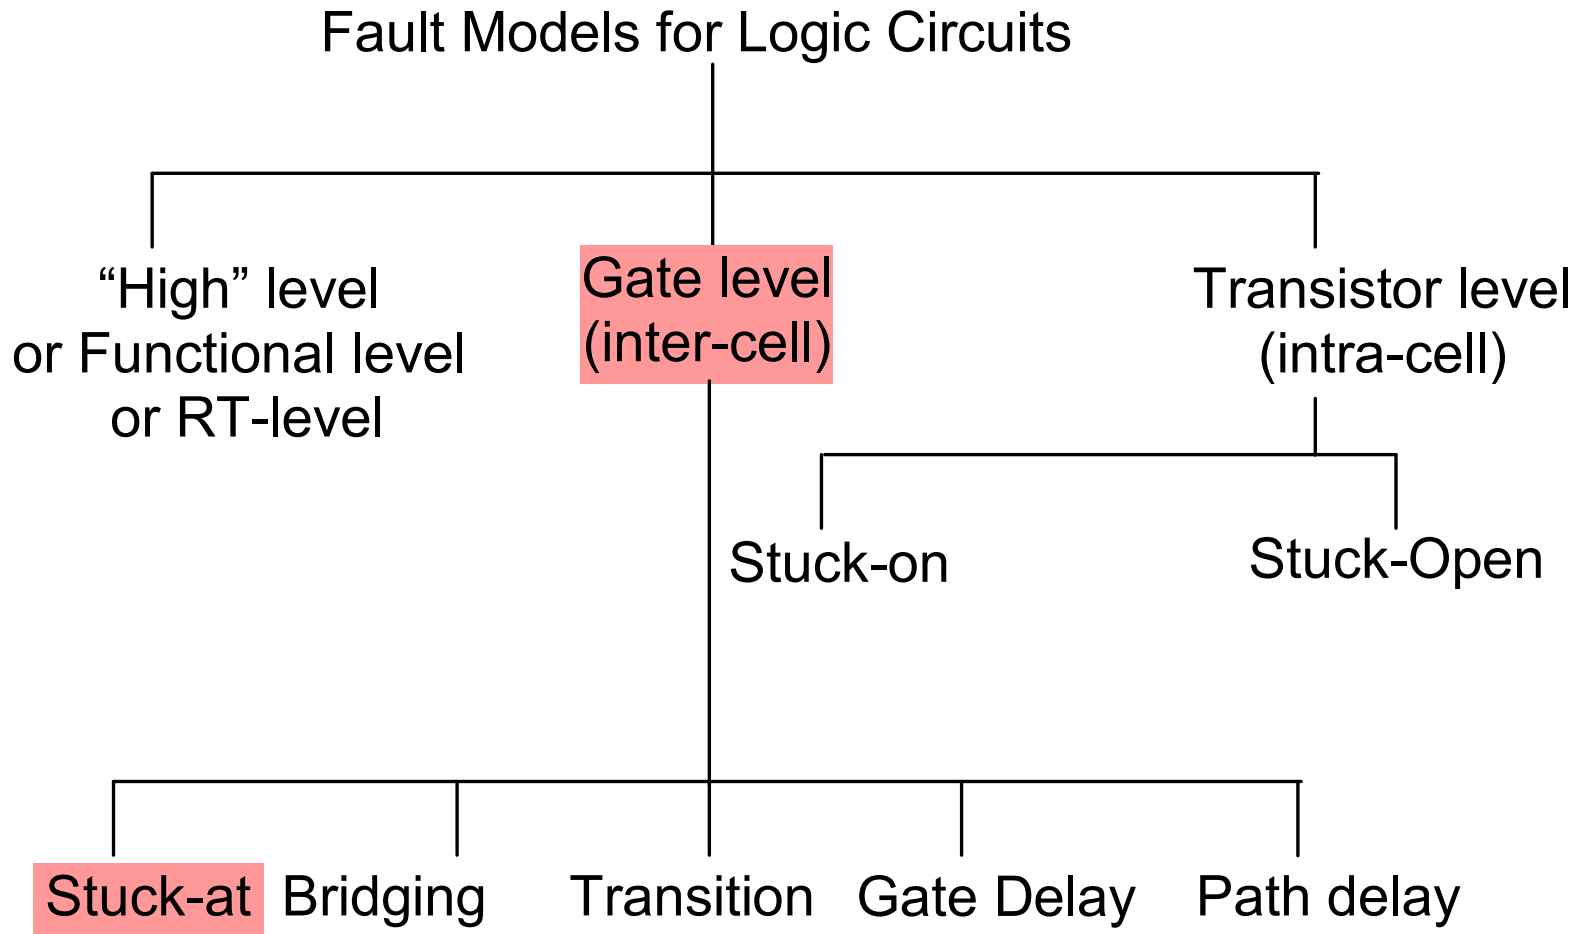 Fault Models for Logic Circuits
“High” level
or Functional level
or RT-level
Gate level
(inter-cell)
Transistor level
(intra-cell)
Stuck-on
Stuck-Open
Stuck-at
Bridging
Transition
Gate Delay
Path delay